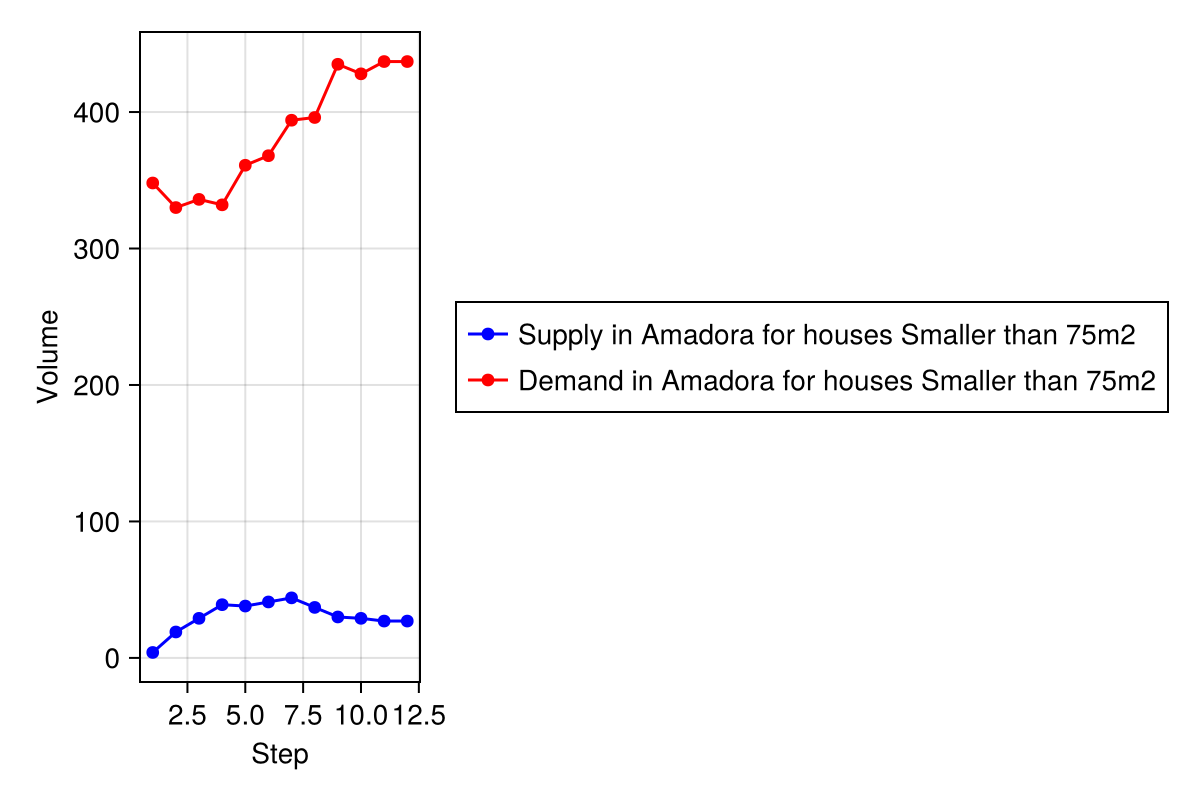 400
300
200
100
0
Volume
2.5 5.0 7.5 10.0 12.5
Step
Supply in Amadora for houses Smaller than 75m2
Demand in Amadora for houses Smaller than 75m2